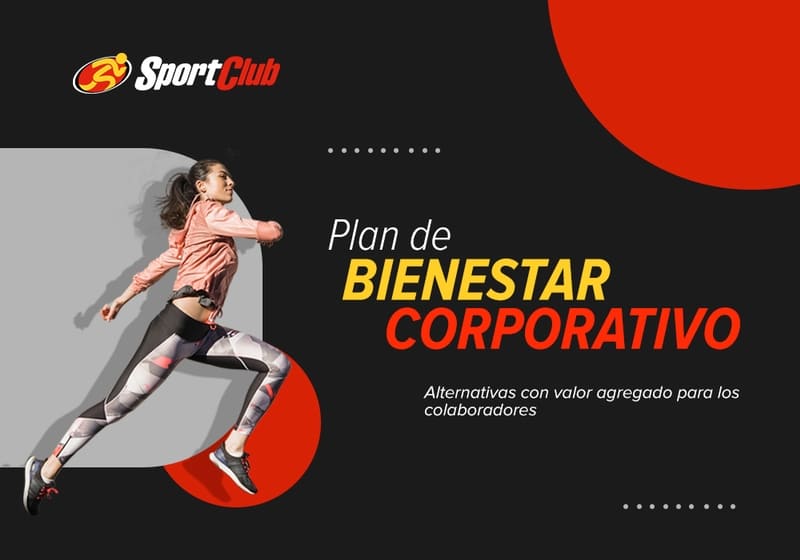 SportClub
Plan de
BIENESTAR
CORPORATIVO
Alternativas con valor agregado para los
colaboradores